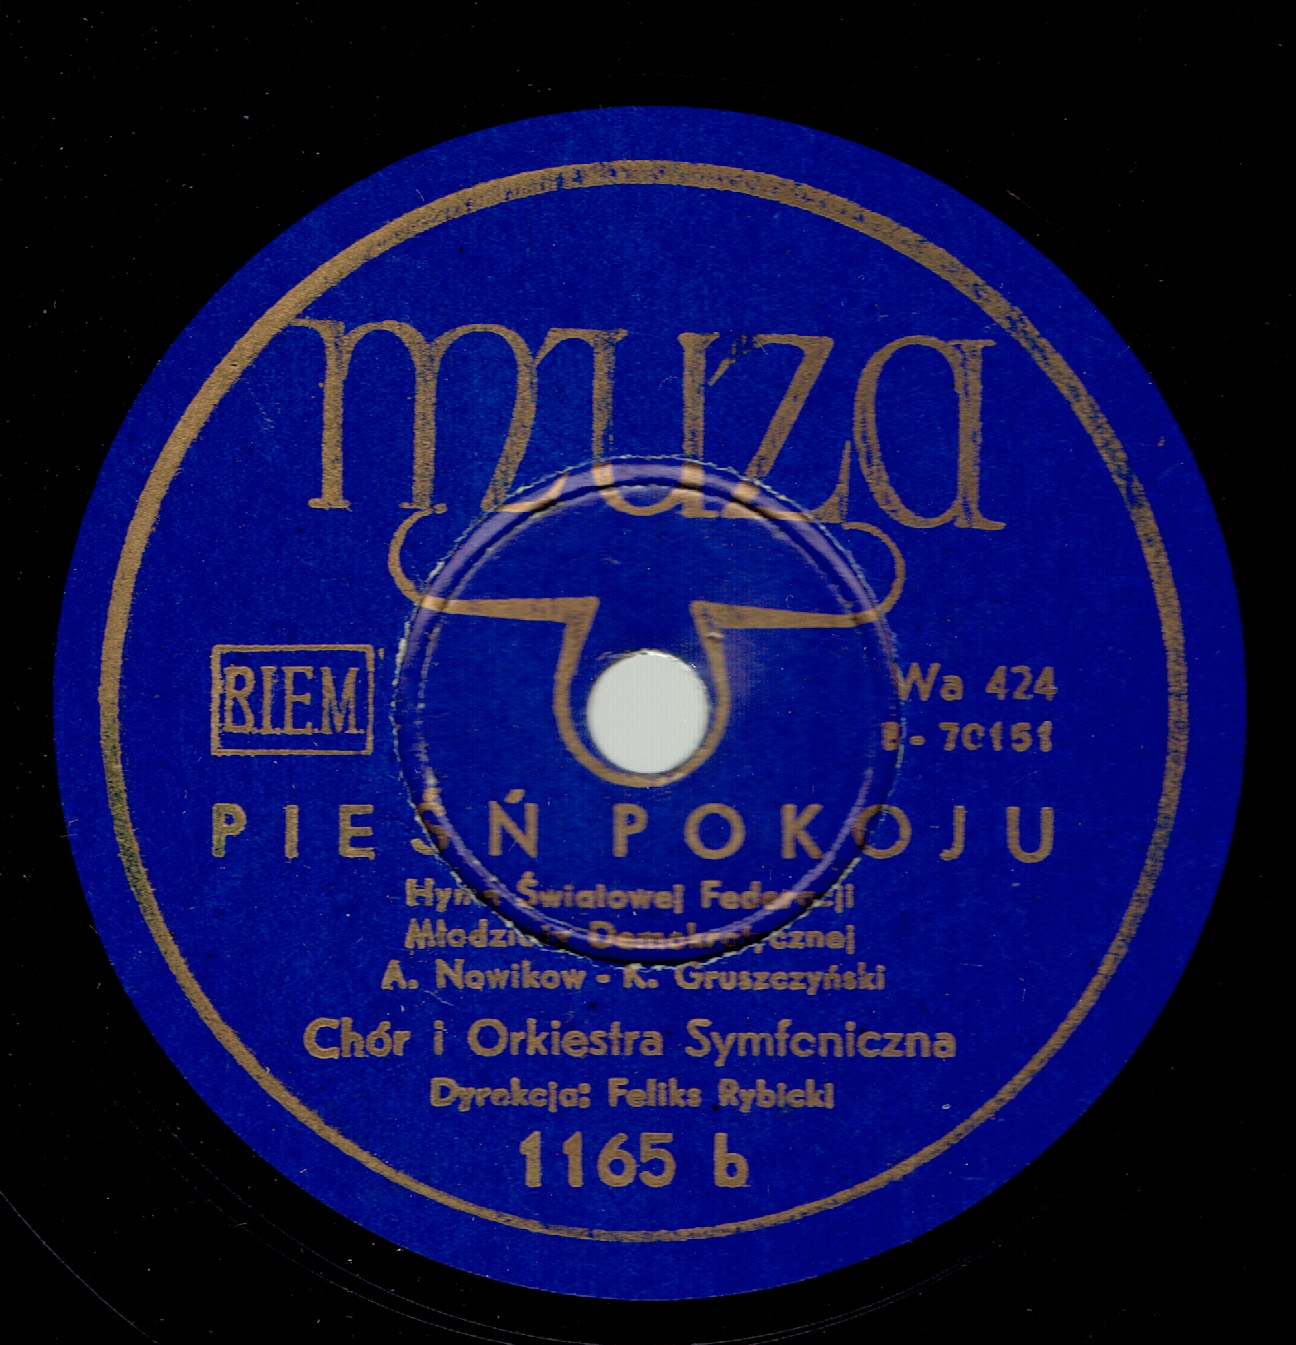 muza
B.I.E.M.
Wa 424
B - 70151
PIEŚŃ POKOJU
Hymn Światowej Federacji
Młodzieży Demokratycznej
A. Nowikow - K. Gruszczyński
Chór i Orkiestra Symfoniczna
Dyrekcja: Feliks Rybicki
1165 b